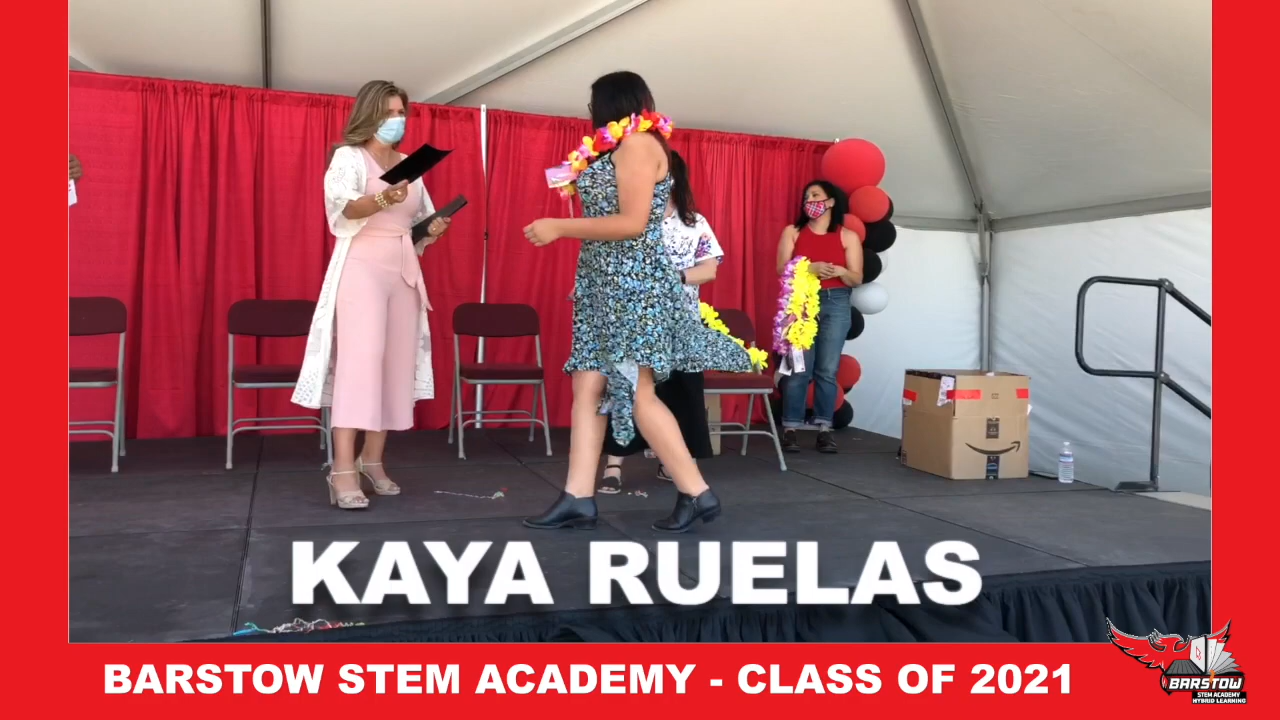 KAYA RUELAS
BARSTOW STEM ACADEMY - CLASS OF 2021
BARSTOW
STEM ACADEMY
HYBRID LEARNING